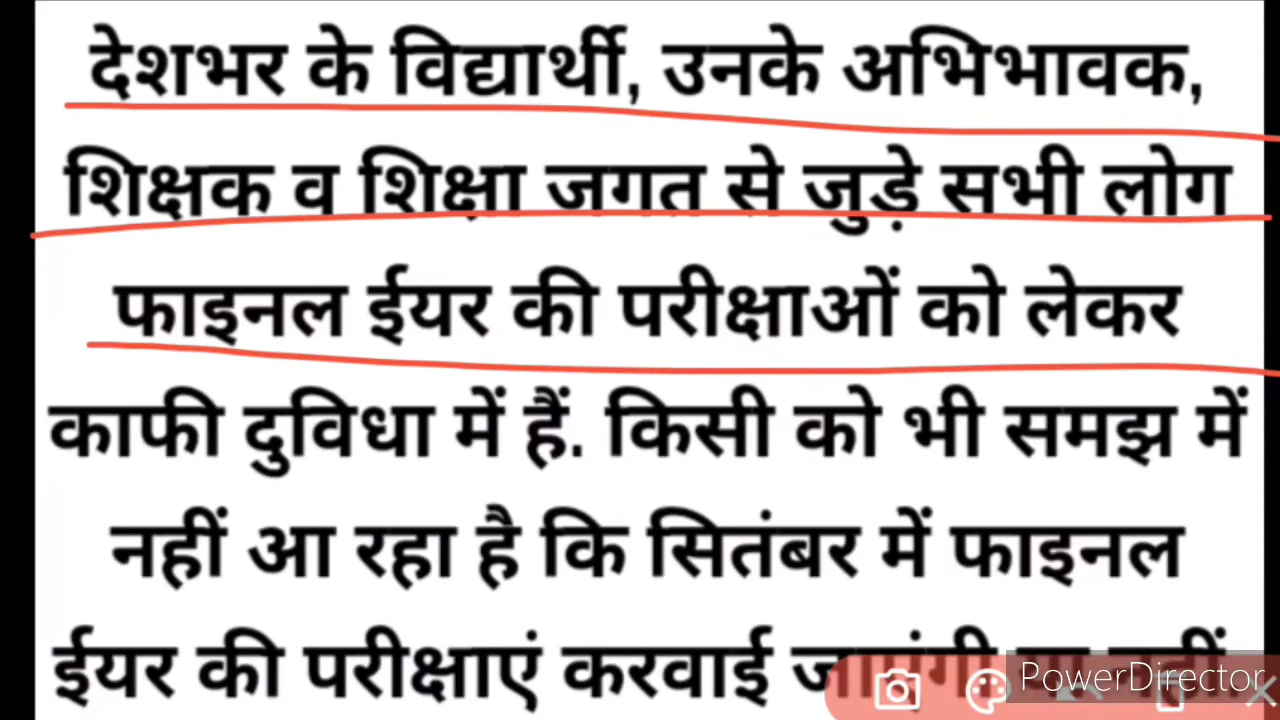 देशभर के विद्यार्थी, उनके अभिभावक,
शिक्षक व शिक्षा जगत से जुड़े सभी लोग
फाइनल ईयर की परीक्षाओं को लेकर
काफी दुविधा में हैं. किसी को भी समझ में
नहीं आ रहा है कि सितंबर में फाइनल
ईयर की परीक्षाएं करवाई जाएंगी या नहीं.
PowerDirector